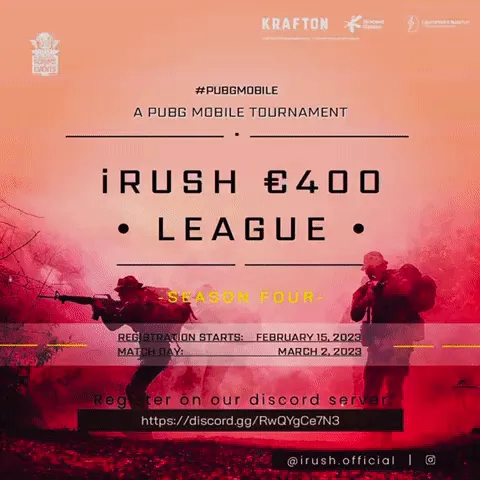 KRAFTON
#PUBGMOBILE
A PUBG MOBILE TOURNAMENT
iRUSH €400
• LEAGUE •
-SEASON FOUR-
REGISTRATION STARTS: FEBRUARY 15, 2023
MATCH DAY: MARCH 2, 2023
Register on our discord server
https://discord.gg/RwQYgCe7N3
@irush.official |